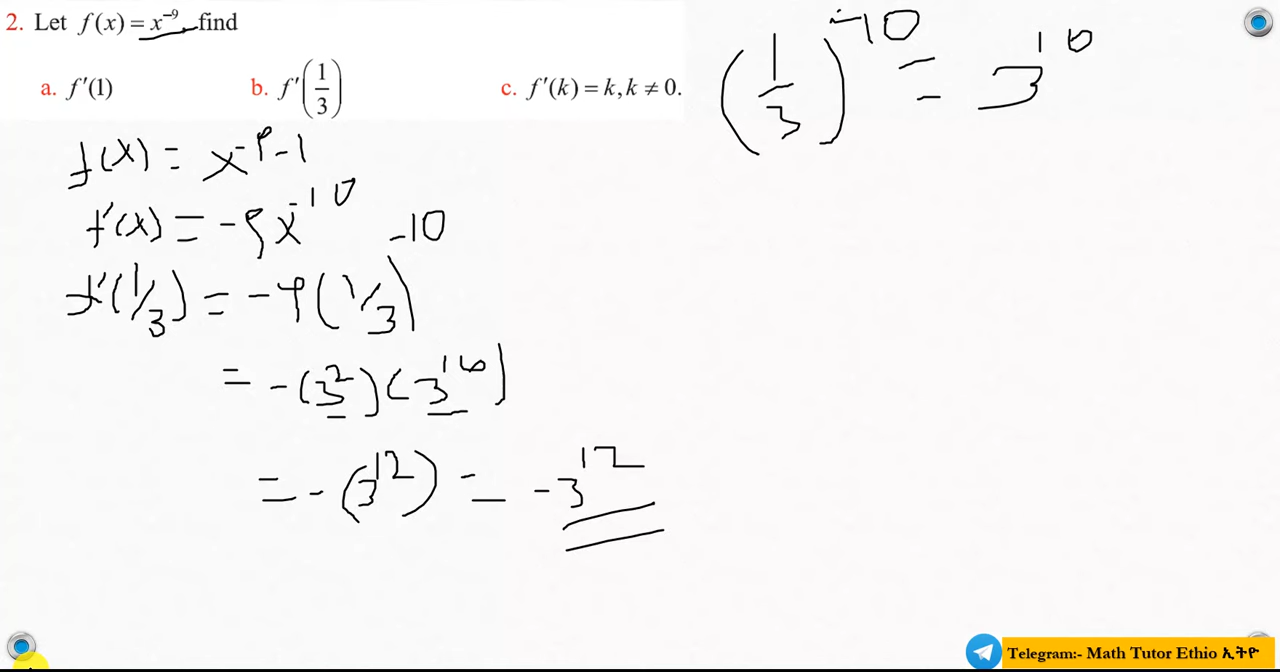 2. Let f(x) = x⁻⁹, find
a. f'(1) b. f'(1/3) c. f'(k) = k, k ≠ 0.
(1/3)⁻¹⁰ = 3¹⁰
f(x) = x⁻⁹⁻¹
f'(x) = -9x⁻¹⁰
f'(1/3) = -9(1/3)⁻¹⁰
= -(3²)(3¹⁰)
= -(3¹²) = -3¹²
Telegram:- Math Tutor Ethio ኢትዮ